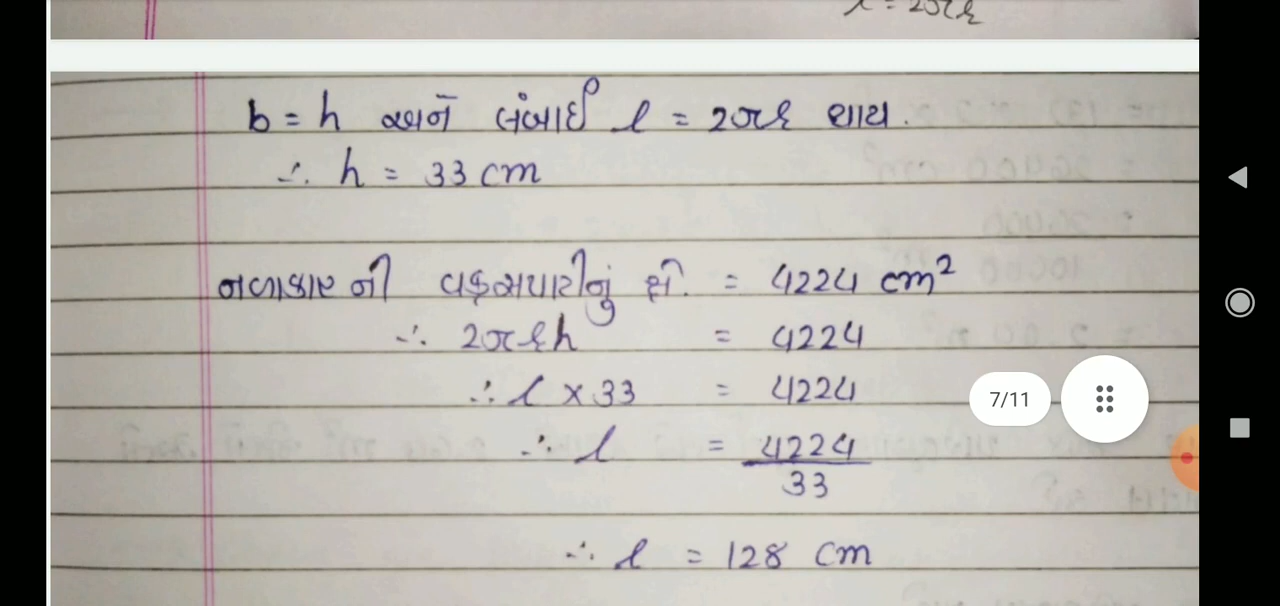 l = 2πr
b = h અને લંબાઈ l = 2πr થાય.
∴ h = 33 cm
નળાકાર ની વક્રસપાટીનું ક્ષે. = 4224 cm²
∴ 2πrh = 4224
∴ l × 33 = 4224
7/11
∴ l = 4224/33
∴ l = 128 cm